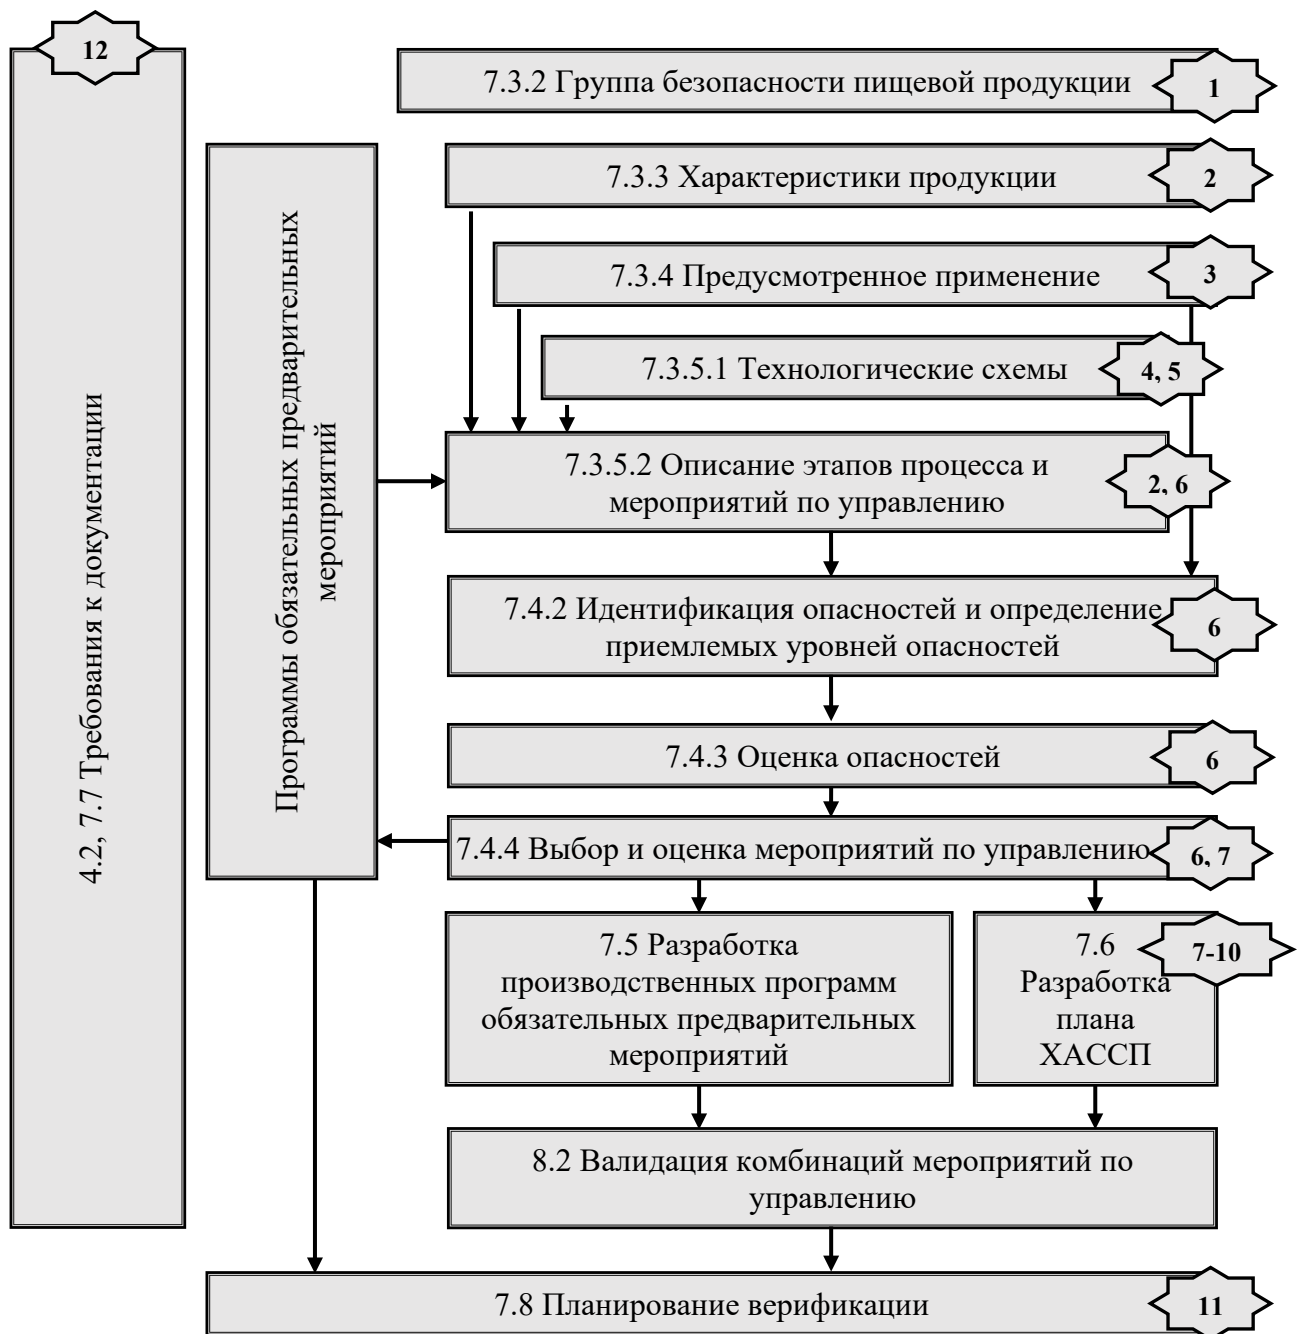 12
7.3.2 Группа безопасности пищевой продукции
1
7.3.3 Характеристики продукции
2
7.3.4 Предусмотренное применение
3
7.3.5.1 Технологические схемы
4, 5
7.3.5.2 Описание этапов процесса и
мероприятий по управлению
2, 6
4.2, 7.7 Требования к документации
Программы обязательных предварительных
мероприятий
7.4.2 Идентификация опасностей и определение
приемлемых уровней опасностей
6
7.4.3 Оценка опасностей
6
7.4.4 Выбор и оценка мероприятий по управлению
6, 7
7.5 Разработка
производственных программ
обязательных предварительных
мероприятий
7.6
Разработка
плана
ХАССП
7-10
8.2 Валидация комбинаций мероприятий по
управлению
7.8 Планирование верификации
11